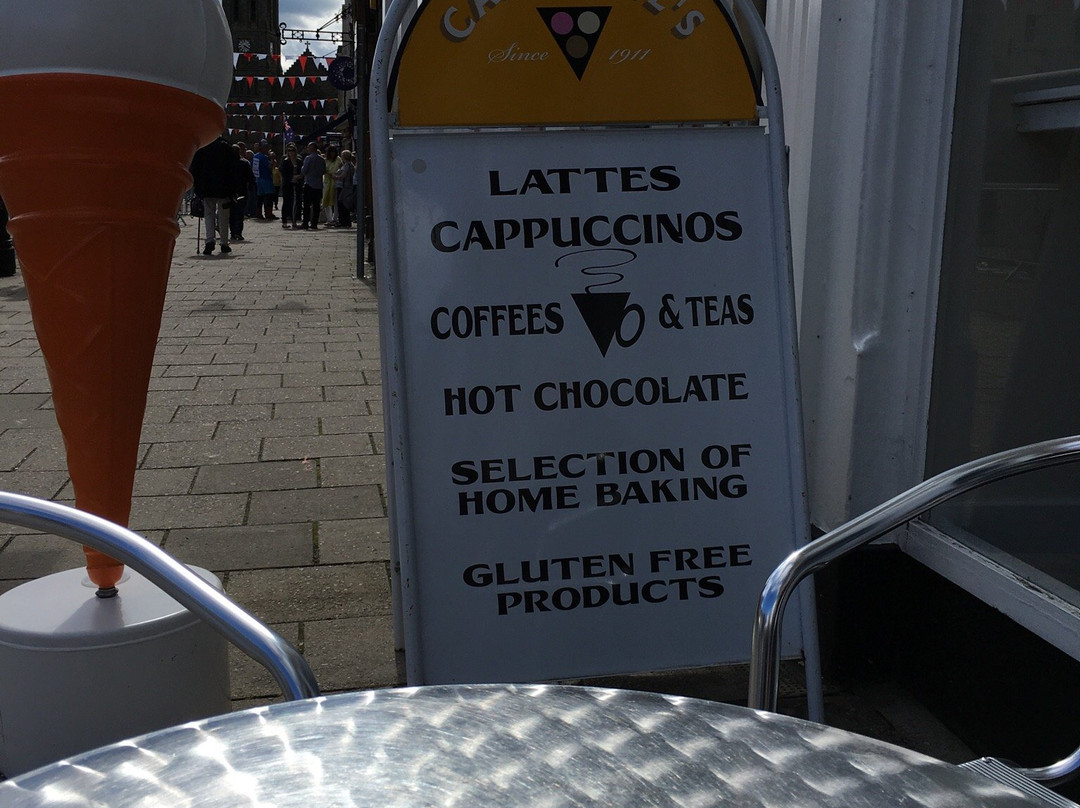 Since 1911
LATTES
CAPPUCCINOS
COFFEES & TEAS
HOT CHOCOLATE
SELECTION OF
HOME BAKING
GLUTEN FREE
PRODUCTS